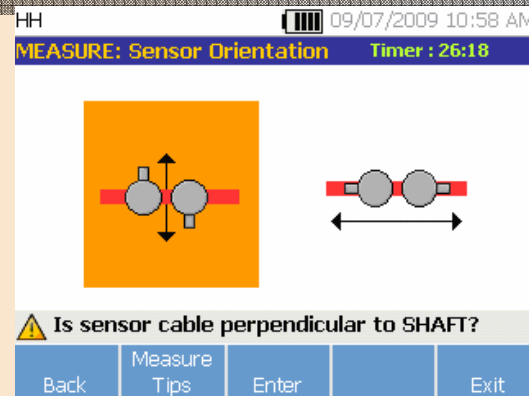 HH 09/07/2009 10:58 AM
MEASURE: Sensor Orientation Timer : 26:18
Is sensor cable perpendicular to SHAFT?
Back Measure Tips Enter Exit